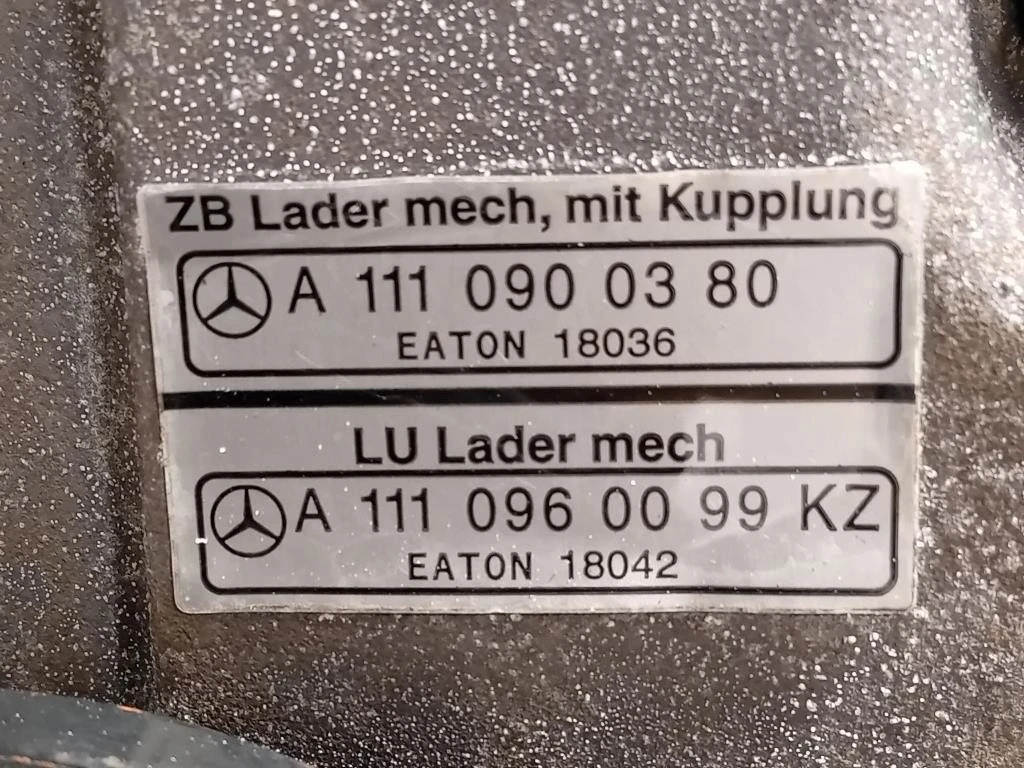 ZB Lader mech, mit Kupplung
A 111 090 03 80
EATON 18036
LU Lader mech
A 111 096 00 99 KZ
EATON 18042